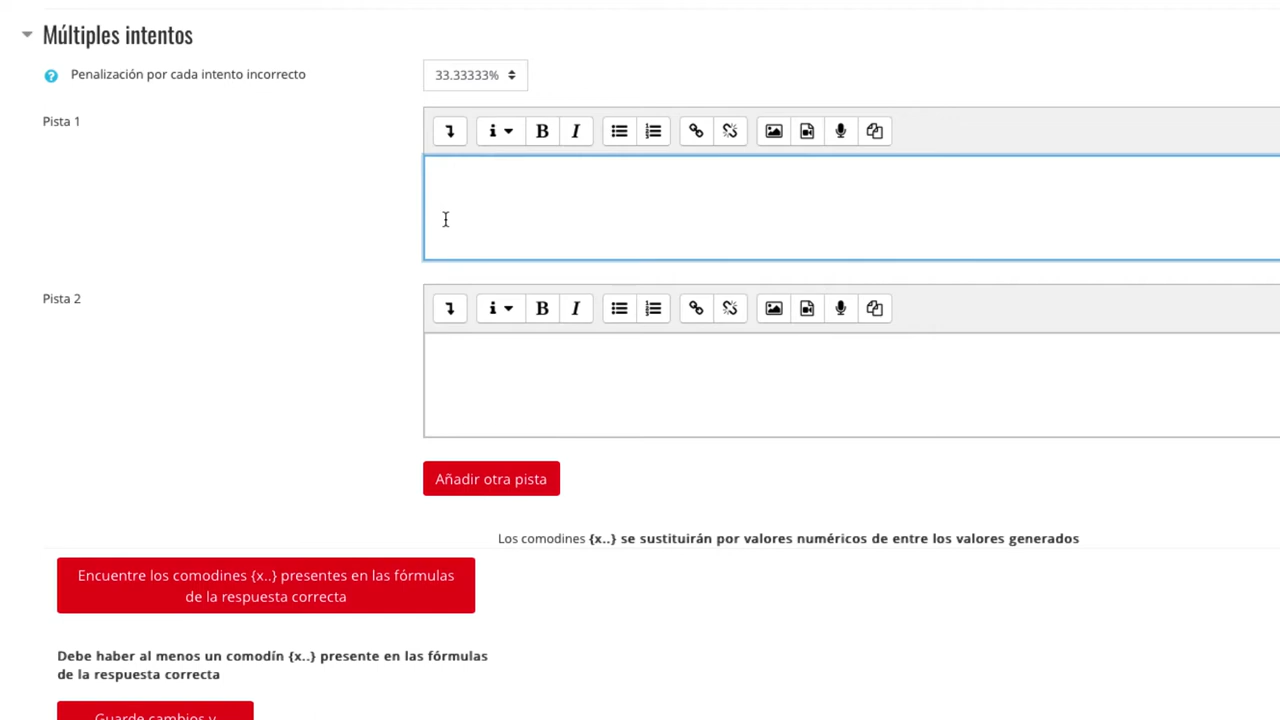 Múltiples intentos
Penalización por cada intento incorrecto
33.33333%
Pista 1
i B I
Pista 2
i B I
Añadir otra pista
Los comodines {x..} se sustituirán por valores numéricos de entre los valores generados
Encuentre los comodines {x..} presentes en las fórmulas
de la respuesta correcta
Debe haber al menos un comodín {x..} presente en las fórmulas
de la respuesta correcta
Guarde cambios y